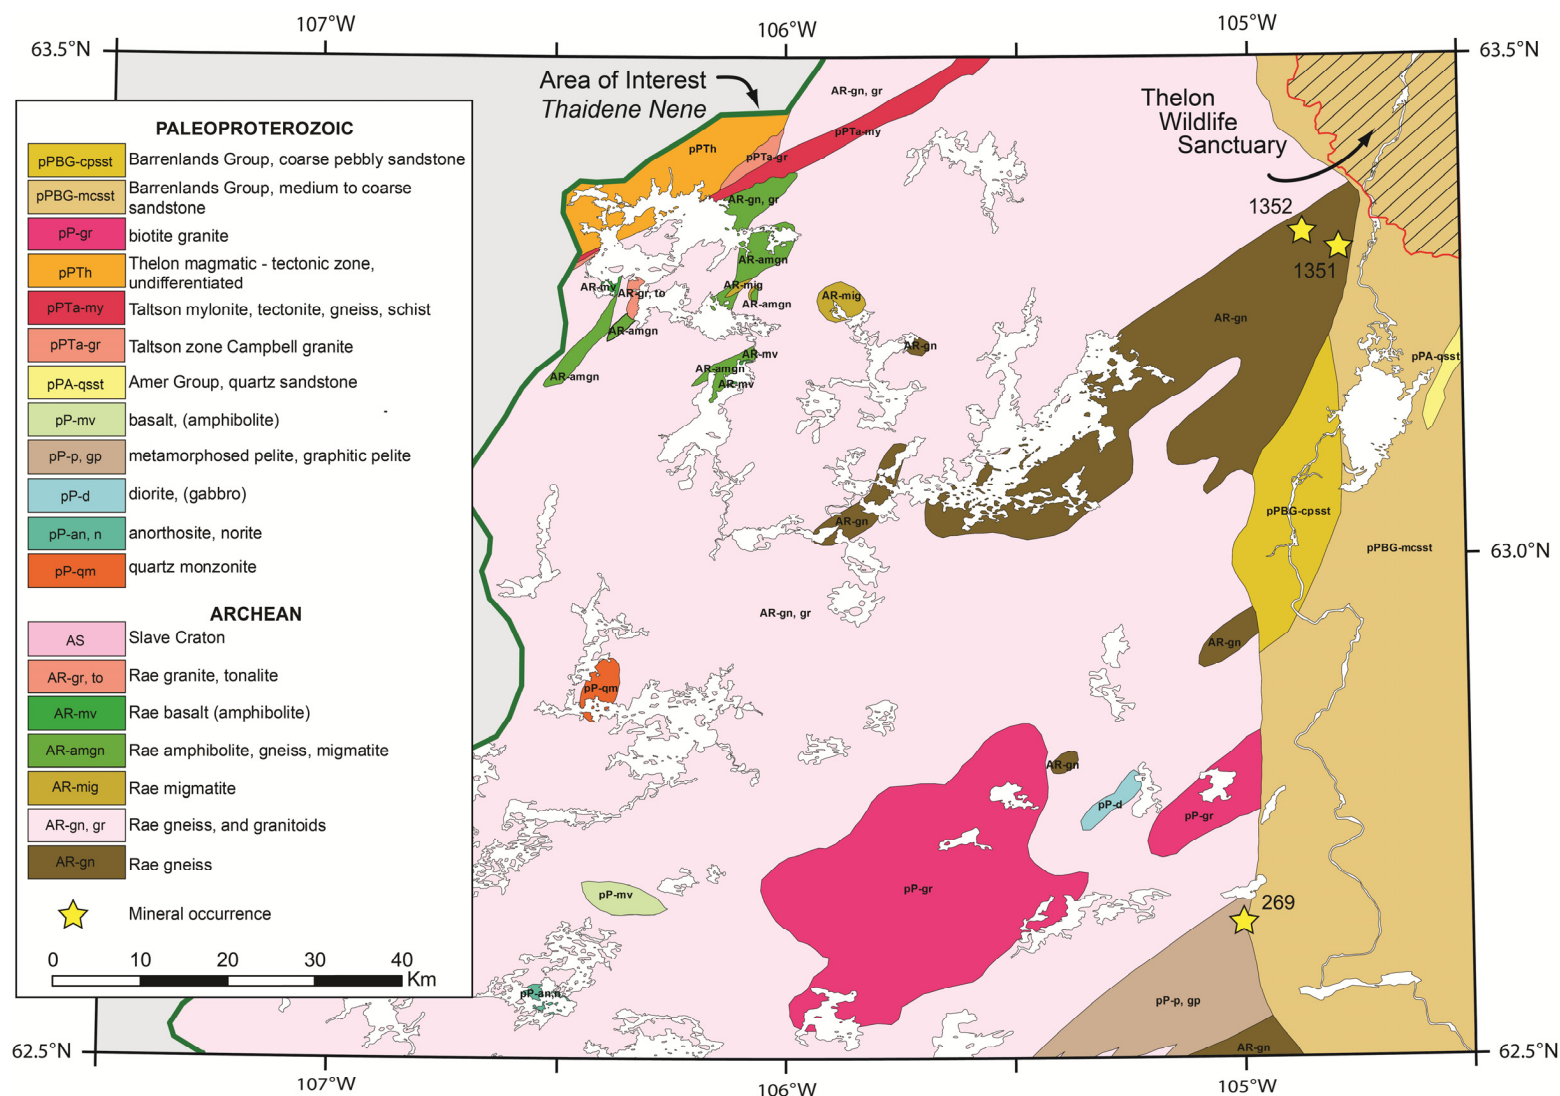 107°W
106°W
105°W
63.5°N
63.5°N
Area of Interest
Thaidene Nene
AR-gn, gr
Thelon
Wildlife
Sanctuary
PALEOPROTEROZOIC
pPBG-cpsst Barrenlands Group, coarse pebbly sandstone
pPBG-mcsst Barrenlands Group, medium to coarse
sandstone
pP-gr biotite granite
pPTh Thelon magmatic - tectonic zone,
undifferentiated
pPTa-my Taltson mylonite, tectonite, gneiss, schist
pPTa-gr Taltson zone Campbell granite
pPA-qsst Amer Group, quartz sandstone
pP-mv basalt, (amphibolite)
pP-p, gp metamorphosed pelite, graphitic pelite
pP-d diorite, (gabbro)
pP-an, n anorthosite, norite
pP-qm quartz monzonite
ARCHEAN
AS Slave Craton
AR-gr, to Rae granite, tonalite
AR-mv Rae basalt (amphibolite)
AR-amgn Rae amphibolite, gneiss, migmatite
AR-mig Rae migmatite
AR-gn, gr Rae gneiss, and granitoids
AR-gn Rae gneiss
Mineral occurrence
0 10 20 30 40
Km
pPTa-my
pPTh
pPTa-gr
AR-gn, gr
1352
1351
AR-amgn
AR-mv
AR-gr, to
AR-mig
AR-amgn
AR-mig
AR-gn
AR-amgn
AR-gn
AR-mv
pPA-qsst
AR-amgn
AR-amgn
AR-mv
AR-gn
pPBG-cpsst
pPBG-mcsst
63.0°N
AR-gn, gr
AR-gn
pP-qm
AR-gn
pP-d
pP-gr
pP-gr
pP-mv
269
pP-an,n
pP-p, gp
AR-gn
62.5°N
62.5°N
107°W
106°W
105°W